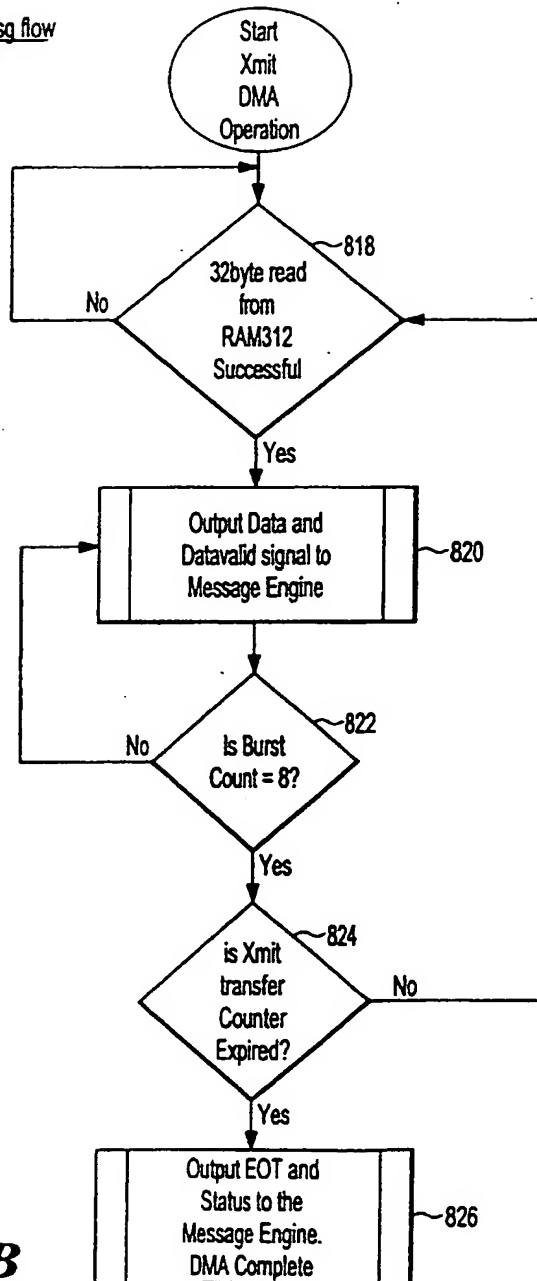 sg flow
Start
Xmit
DMA
Operation
818
32byte read
from
RAM312
Successful
No
Yes
Output Data and
Datavalid signal to
Message Engine
820
822
No
Is Burst
Count = 8?
Yes
824
is Xmit
transfer
Counter
Expired?
No
Yes
Output EOT and
Status to the
Message Engine.
DMA Complete
826
B